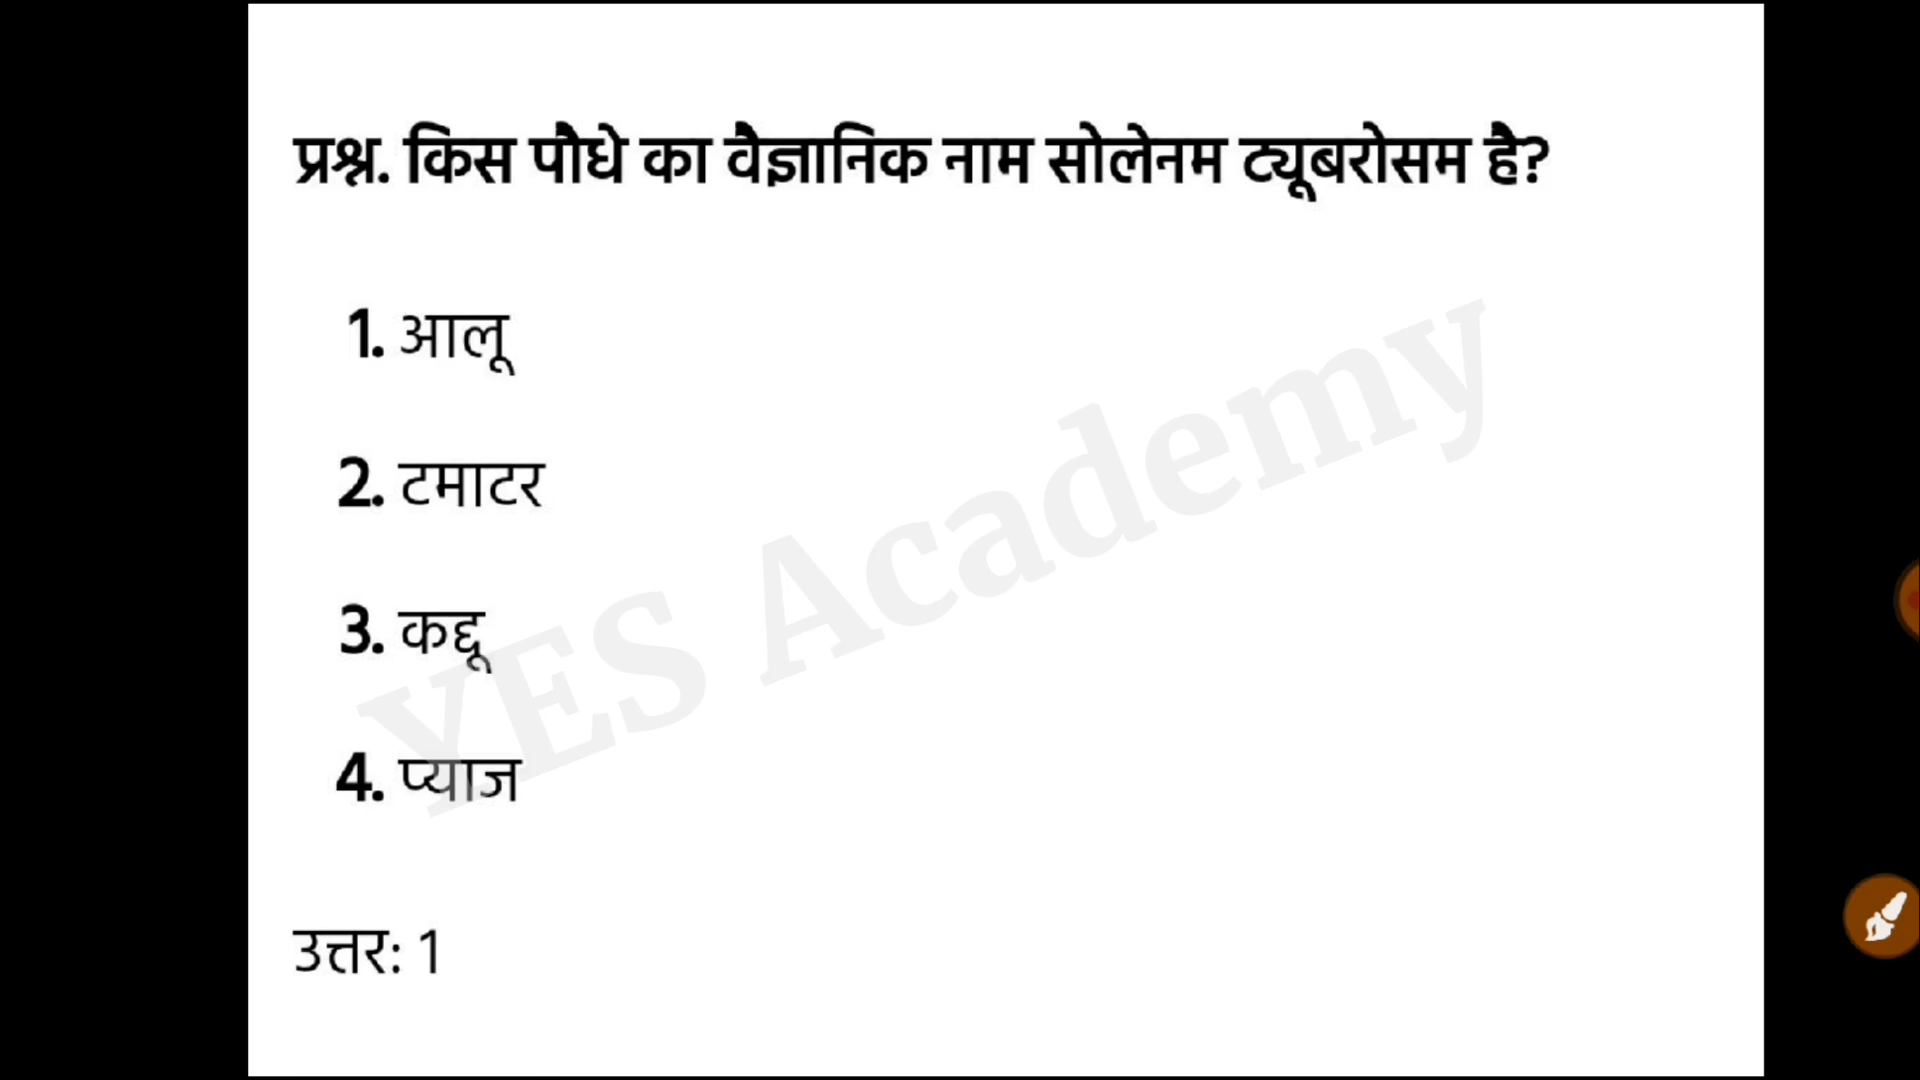 प्रश्न. किस पौधे का वैज्ञानिक नाम सोलेनम ट्यूबरोसम है?
1. आलू
2. टमाटर
3. कद्दू
4. प्याज
YES Academy
उत्तर: 1